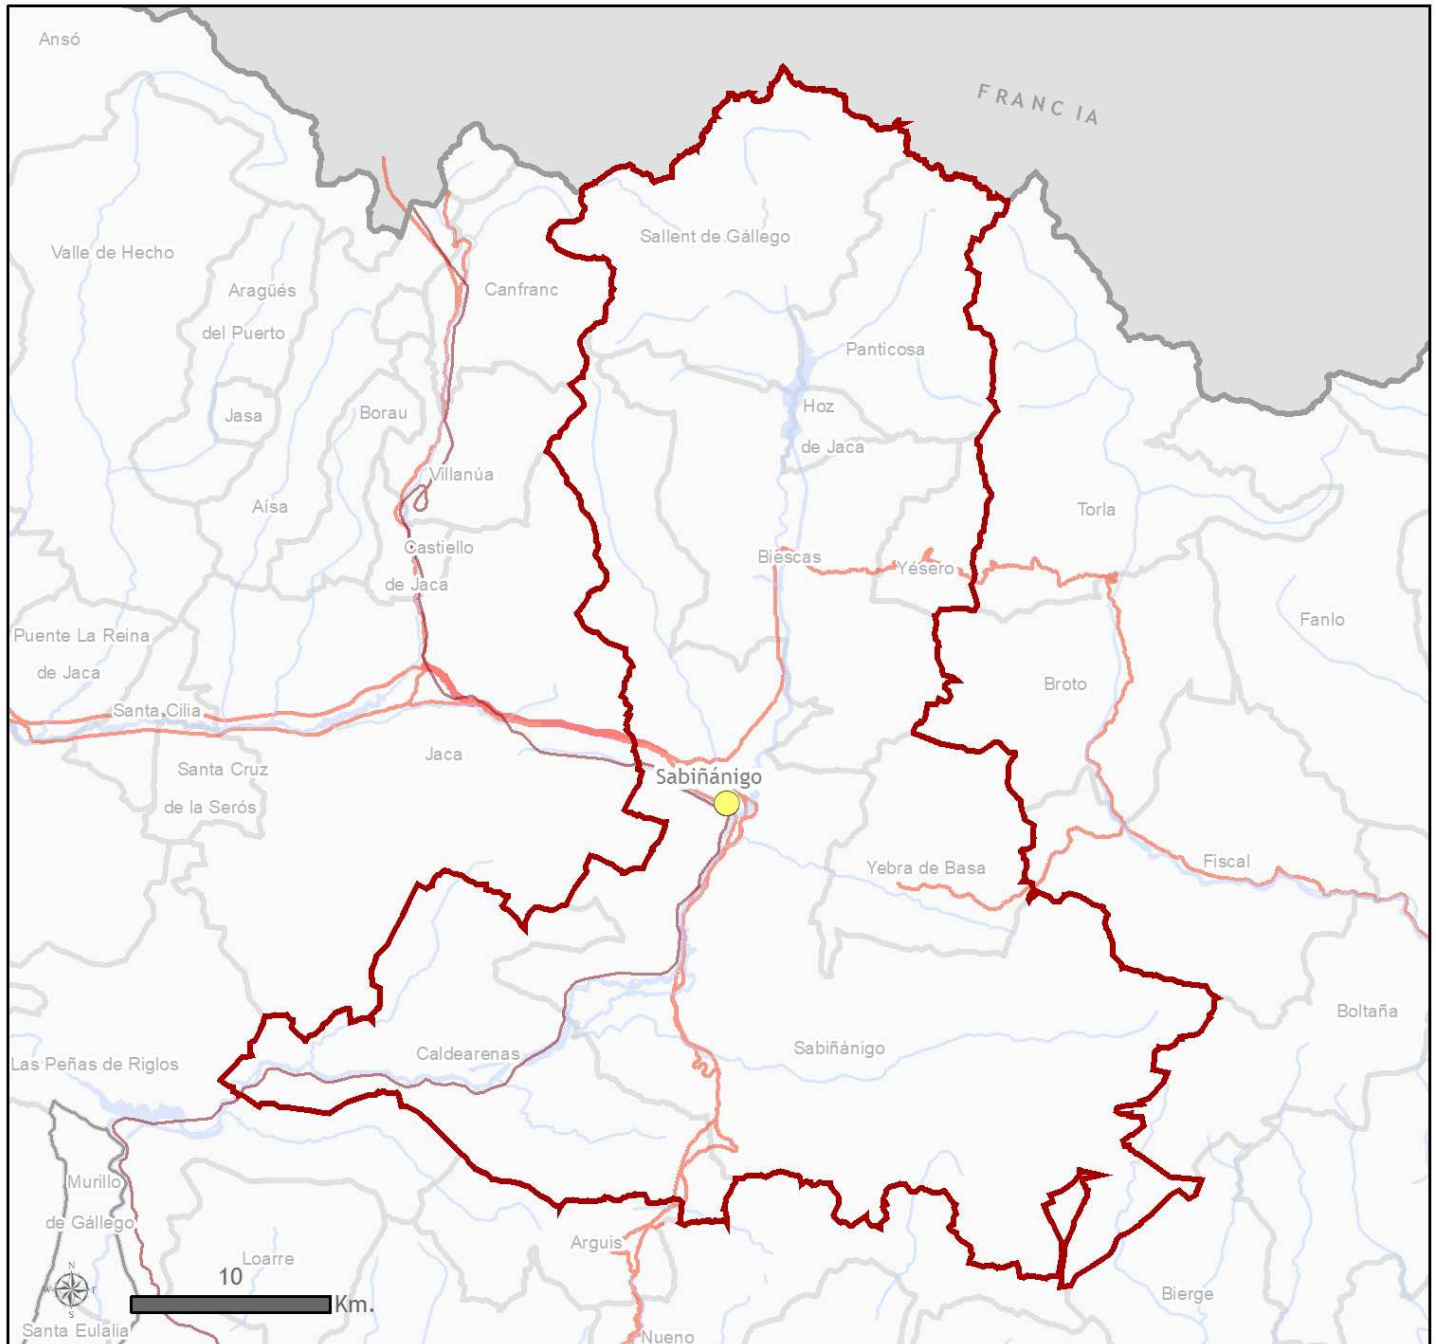 Ansó
FRANCIA
Sallent de Gállego
Valle de Hecho
Aragüés
del Puerto
Canfranc
Panticosa
Jasa
Borau
Hoz
de Jaca
Villanúa
Aísa
Torla
Castiello
de Jaca
Biescas
Yésero
Puente La Reina
de Jaca
Fanlo
Broto
Santa Cilia
Jaca
Santa Cruz
de la Serós
Sabiñánigo
Yebra de Basa
Fiscal
Boltaña
Sabiñánigo
Caldearenas
Las Peñas de Riglos
Murillo
de Gállego
Arguis
Loarre
10
Km.
N
W
E
S
Bierge
Santa Eulalia
Nueno